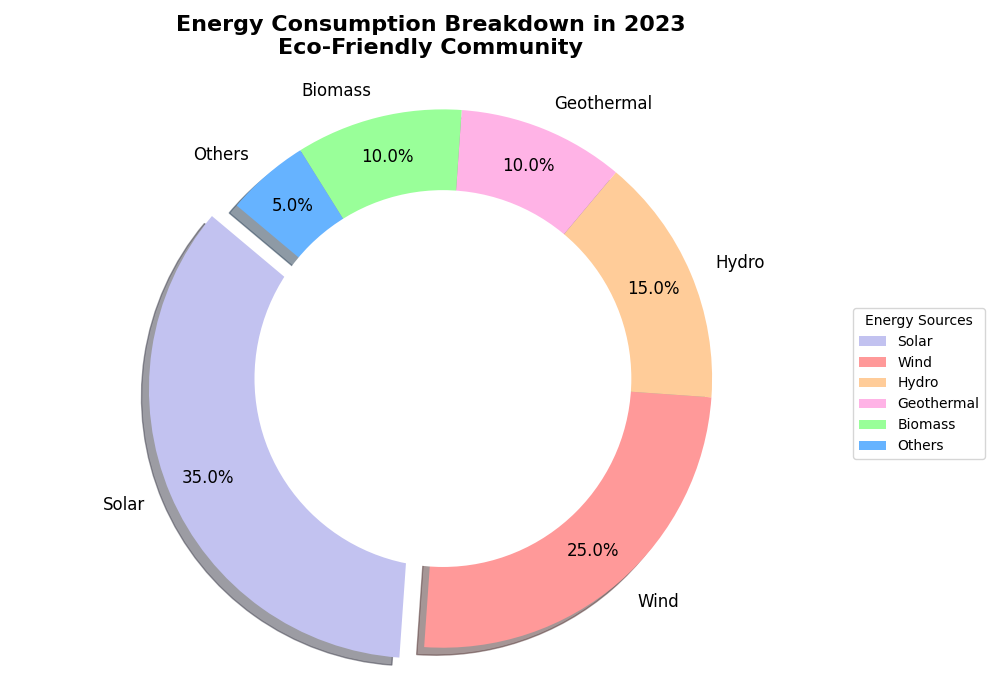 Energy Consumption Breakdown in 2023
Eco-Friendly Community
Biomass
Geothermal
Others
10.0%
10.0%
5.0%
Hydro
15.0%
Energy Sources
Solar
Wind
Hydro
Geothermal
Biomass
Others
35.0%
Solar
25.0%
Wind